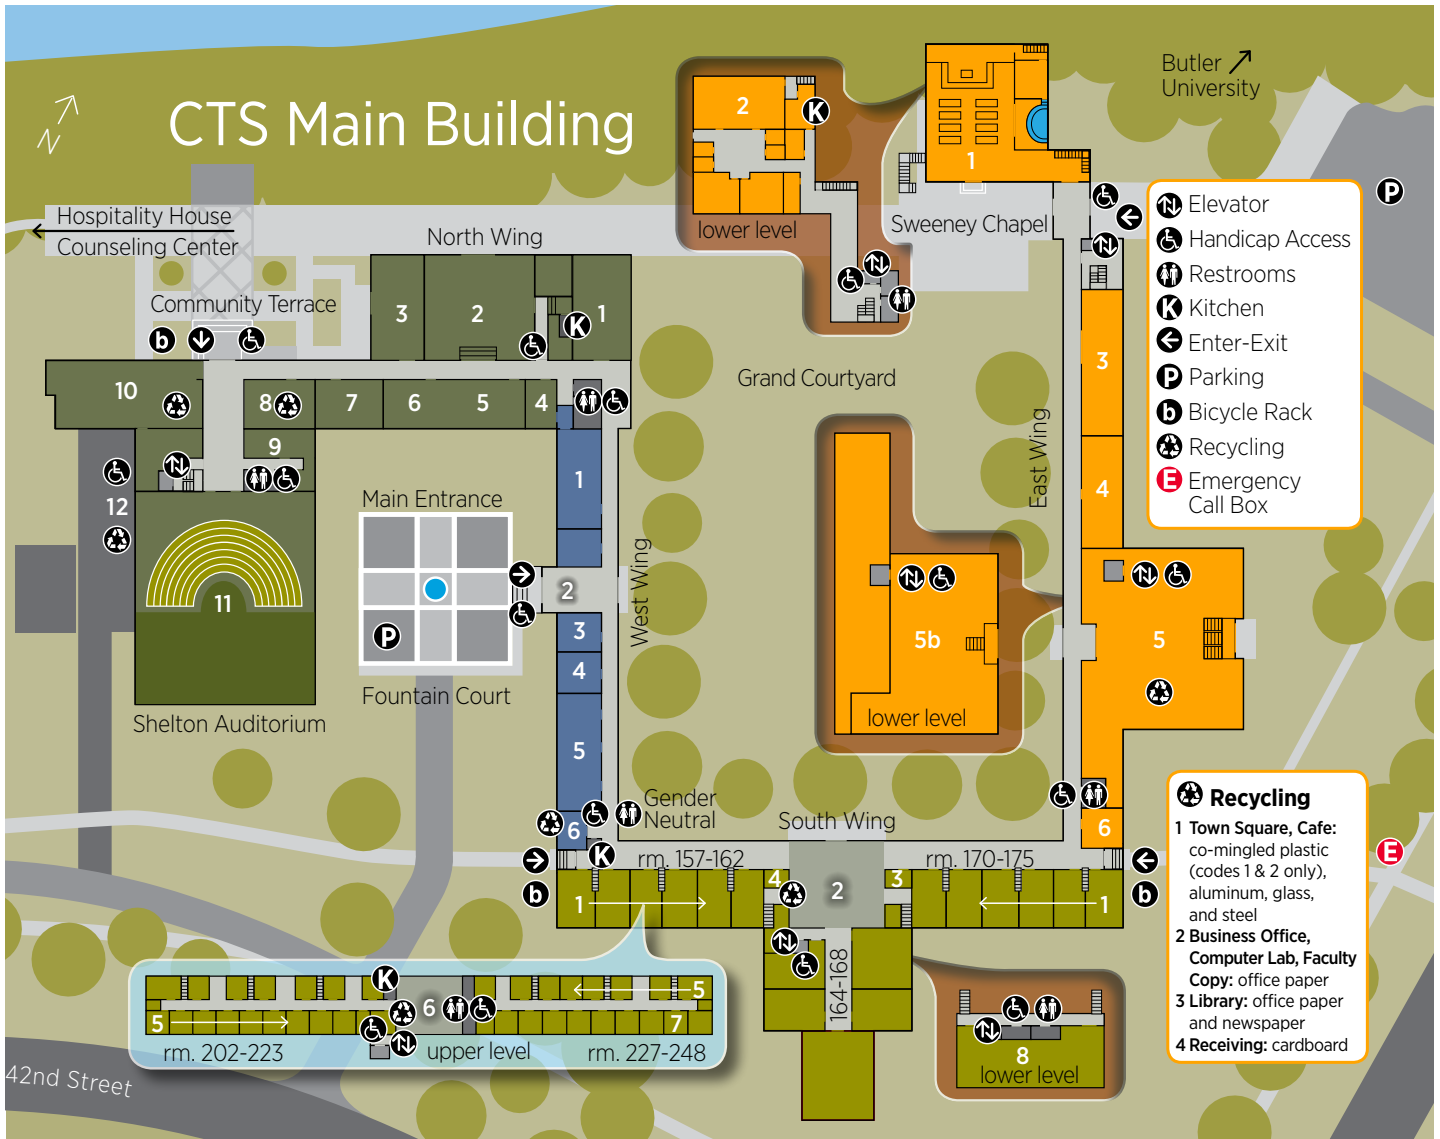 CTS Main Building
N
Butler
University
Hospitality House
Counseling Center
North Wing
Community Terrace
2
K
lower level
1
Sweeney Chapel
P
Elevator
Handicap Access
Restrooms
K Kitchen
Enter-Exit
P Parking
b Bicycle Rack
Recycling
E Emergency
Call Box
3
2
1
K
b
10
8
7
6
5
4
9
12
11
Shelton Auditorium
Main Entrance
P
Fountain Court
1
2
3
4
5
6
West Wing
Grand Courtyard
East Wing
3
4
5
6
5b
lower level
Gender
Neutral
K
South Wing
rm. 157-162
rm. 170-175
b
1
4
2
3
1
b
E
164-168
K
5
6
5
7
rm. 202-223
upper level
rm. 227-248
8
lower level
42nd Street
Recycling
1 Town Square, Cafe:
co-mingled plastic
(codes 1 & 2 only),
aluminum, glass,
and steel
2 Business Office,
Computer Lab, Faculty
Copy: office paper
3 Library: office paper
and newspaper
4 Receiving: cardboard